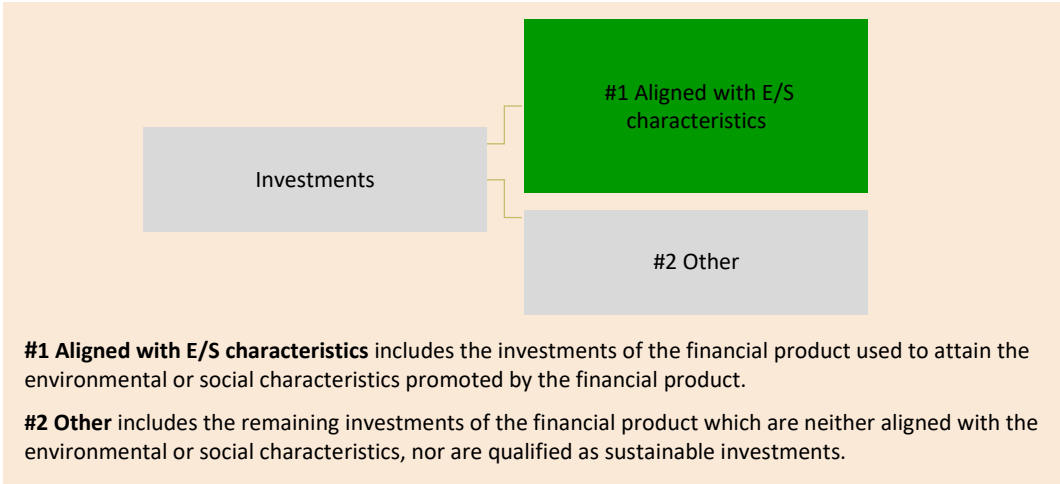 #1 Aligned with E/S
characteristics
Investments
#2 Other
#1 Aligned with E/S characteristics includes the investments of the financial product used to attain the
environmental or social characteristics promoted by the financial product.
#2 Other includes the remaining investments of the financial product which are neither aligned with the
environmental or social characteristics, nor are qualified as sustainable investments.